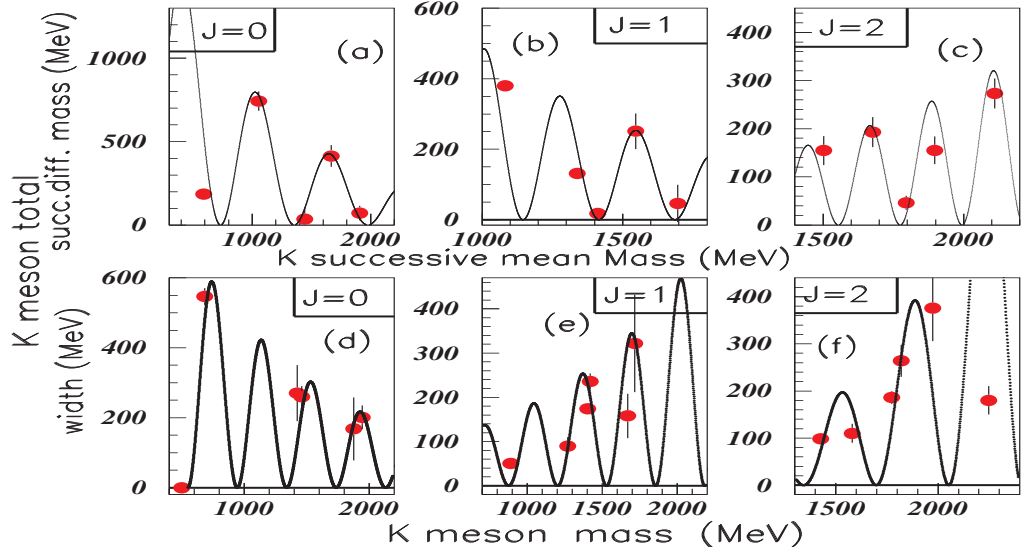 K meson total
succ.diff. mass (MeV)
width (MeV)
J=0
(a)
1000
500
0
1000
2000
J=1
(b)
600
400
200
0
1000
1500
J=2
(c)
400
300
200
100
0
1500
2000
K successive mean Mass (MeV)
J=0
(d)
600
400
200
0
1000
2000
J=1
(e)
400
300
200
100
0
1000
1500
2000
J=2
(f)
400
300
200
100
0
1500
2000
K meson mass (MeV)